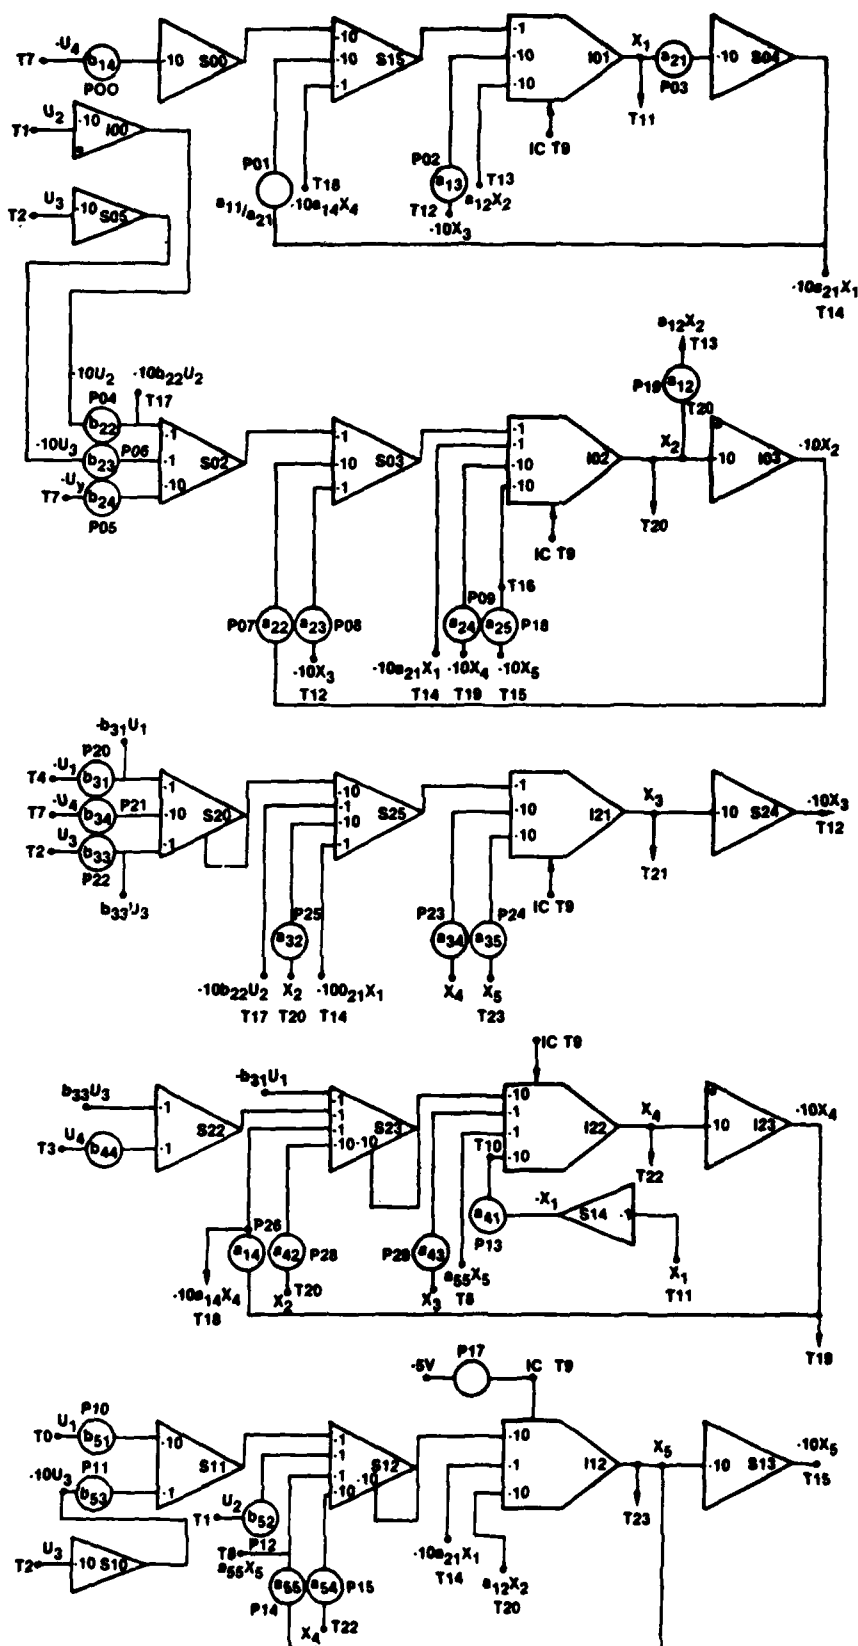 -U4
T7 b14 -10 S00 -10 -10 -1 S15 -1 -10 -10 I01 X1 a21 -10 S04
P00 P03
T11
U2
T1 -10 I00
IC T9
P01 P02
T18 T13
a13
a11/a21 -10a14X4 T12 a12X2
-10X3
U3
T2 -10 S05
-10a21X1
T14
a12X2
T13
P19 a12
T20
-10U2 -10b22U2
P04 T17
b22 -1
-10U3 b23 P06 -1 S02
-Uy
T7 b24 -10
P05
-1 -10 -1 S03
-1 -1 -10 -10 I02 X2 -10 I03 -10X2
T20
IC T9
T16
P09
P07 a22 a23 P08 a24 a25 P18
-10X3 -10a21X1 -10X4 -10X5
T12 T14 T19 T15
-b31U1
-U1 P20
T4 b31 -1
-U4
T7 b34 P21 -10 S20
U3
T2 b33 -1
P22
b33U3
-10 -1 -10 -1 S25
-1 -10 -10 I21 X3 -10 S24 -10X3
T12
T21
IC T9
P25 P23 P24
a32 a34 a35
-10b22U2 X2 -10021X1 X4 X5
T17 T20 T14 T23
IC T9
b33U3 -1 S22
-b31U1
U4
T3 b44 -1
-1 -1 -1 -10 -10 S23
-10 -1 -1 -10 I22 X4 -10 I23 -10X4
T10
T22
-X1 S14 -1
a41
P13
P26
a14 a42 P28 P29 a43
a55X5
T8
X1
T11
-10a14X4 X2 T20 X3
T18
T19
P17
-5V IC T9
U1 P10
T0 b51 -10 S11
-10U3 P11
b53 -1
-1 -1 -1 -10 -10 S12
-10 -1 -10 I12 X5 -10 S13 -10X5
T15
T23
U2
T1 b52
P12
U3
T2 -10 S10
T8
a55X5
-10a21X1
T14
a12X2
T20
a55 a54 P15
P14
X4 T22